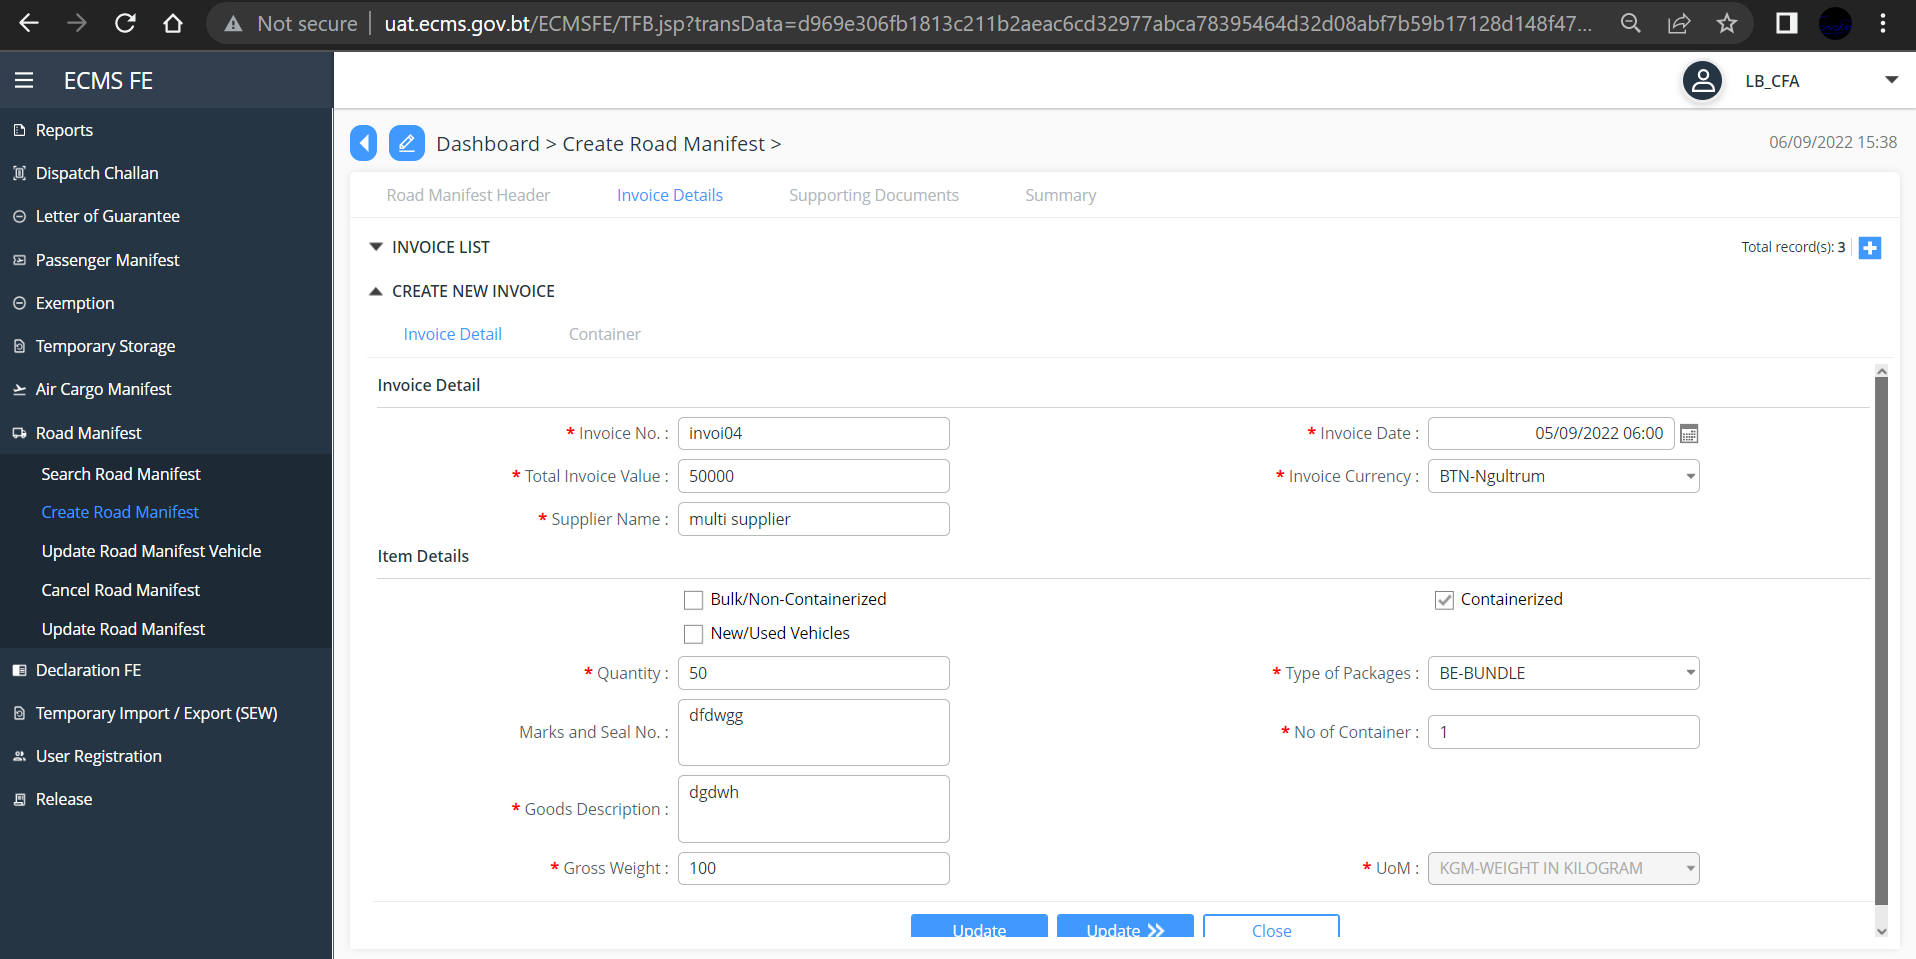 Not secure | uat.ecms.gov.bt/ECMSFE/TFB.jsp?transData=d969e306fb1813c211b2aeac6cd32977abca78395464d32d08abf7b59b17128d148f47...
ECMS FE
LB_CFA
Reports
Dispatch Challan
Letter of Guarantee
Passenger Manifest
Exemption
Temporary Storage
Air Cargo Manifest
Road Manifest
Search Road Manifest
Create Road Manifest
Update Road Manifest Vehicle
Cancel Road Manifest
Update Road Manifest
Declaration FE
Temporary Import / Export (SEW)
User Registration
Release
Dashboard > Create Road Manifest >
06/09/2022 15:38
Road Manifest Header Invoice Details Supporting Documents Summary
INVOICE LIST
Total record(s): 3
CREATE NEW INVOICE
Invoice Detail Container
Invoice Detail
* Invoice No. : invoi04 * Invoice Date : 05/09/2022 06:00
* Total Invoice Value : 50000 * Invoice Currency : BTN-Ngultrum
* Supplier Name : multi supplier
Item Details
Bulk/Non-Containerized Containerized
New/Used Vehicles
* Quantity : 50 * Type of Packages : BE-BUNDLE
Marks and Seal No. : dfdwgg * No of Container : 1
* Goods Description : dgdwh
* Gross Weight : 100 * UoM : KGM-WEIGHT IN KILOGRAM
Update Update Close